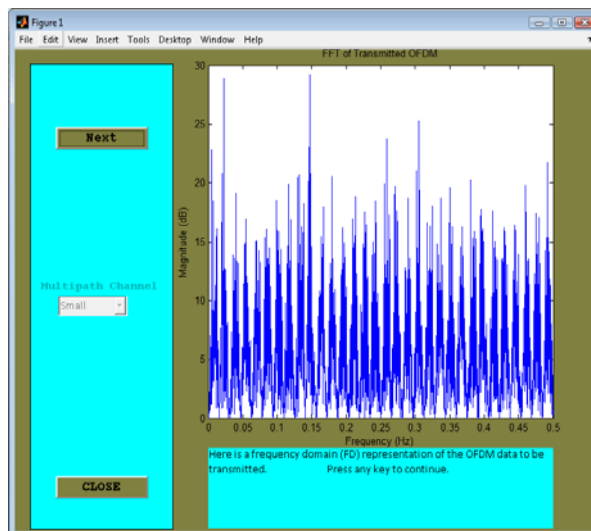 Figure 1
File Edit View Insert Tools Desktop Window Help
FFT of Transmitted OFDM
Next
Multipath Channel
Small
CLOSE
Magnitude (dB)
30
25
20
15
10
5
0
0 0.05 0.1 0.15 0.2 0.25 0.3 0.35 0.4 0.45 0.5
Frequency (Hz)
Here is a frequency domain (FD) representation of the OFDM data to be
transmitted. Press any key to continue.